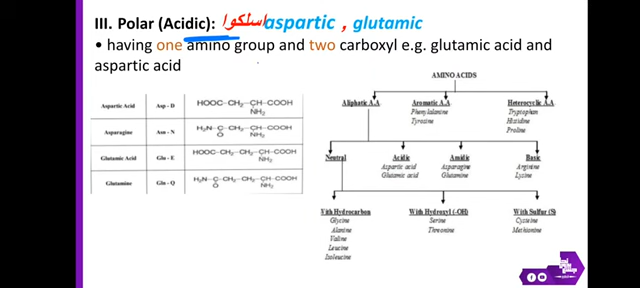 III. Polar (Acidic): اسلكوا aspartic , glutamic
• having one amino group and two carboxyl e.g. glutamic acid and
aspartic acid
Aspartic Acid Asp - D HOOC-CH2-CH-COOH
NH2
Asparagine Asn - N H2N-C-CH2-CH-COOH
O NH2
Glutamic Acid Glu - E HOOC-CH2-CH2-CH-COOH
NH2
Glutamine Glu - Q H2N-C-CH2-CH2-CH-COOH
O NH2
AMINO ACIDS
Aliphatic A.A. Aromatic A.A. Heterocyclic A.A.
Phenylalanine Tryptophan
Tyrosine Histidine
Proline
Neutral Acidic Amidic Basic
Aspartic acid Asparagine Arginine
Glutamic acid Glutamine Lysine
With Hydrocarbon With Hydroxyl (-OH) With Sulfur (S)
Glycine Serine Cysteine
Alanine Threonine Methionine
Valine
Leucine
Isoleucine